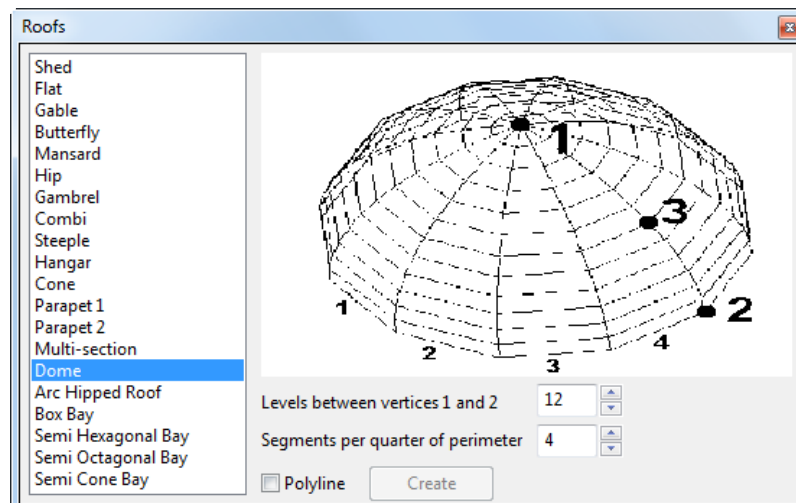 Roofs
Shed
Flat
Gable
Butterfly
Mansard
Hip
Gambrel
Combi
Steeple
Hangar
Cone
Parapet 1
Parapet 2
Multi-section
Dome
Arc Hipped Roof
Box Bay
Semi Hexagonal Bay
Semi Octagonal Bay
Semi Cone Bay
1
3
2
1
2
3
4
Levels between vertices 1 and 2 12
Segments per quarter of perimeter 4
Polyline Create